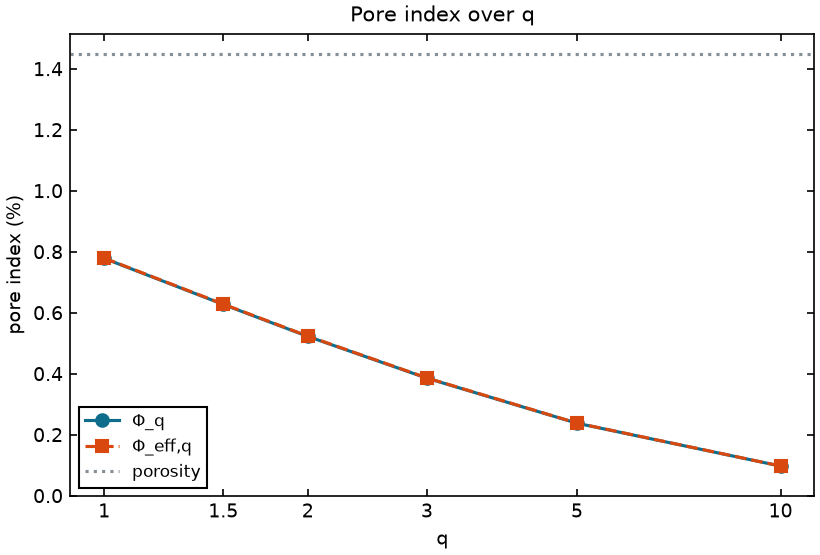 Pore index over q
pore index (%)
1.4
1.2
1.0
0.8
0.6
0.4
0.2
0.0
Φ_q
Φ_eff,q
porosity
1 1.5 2 3 5 10
q